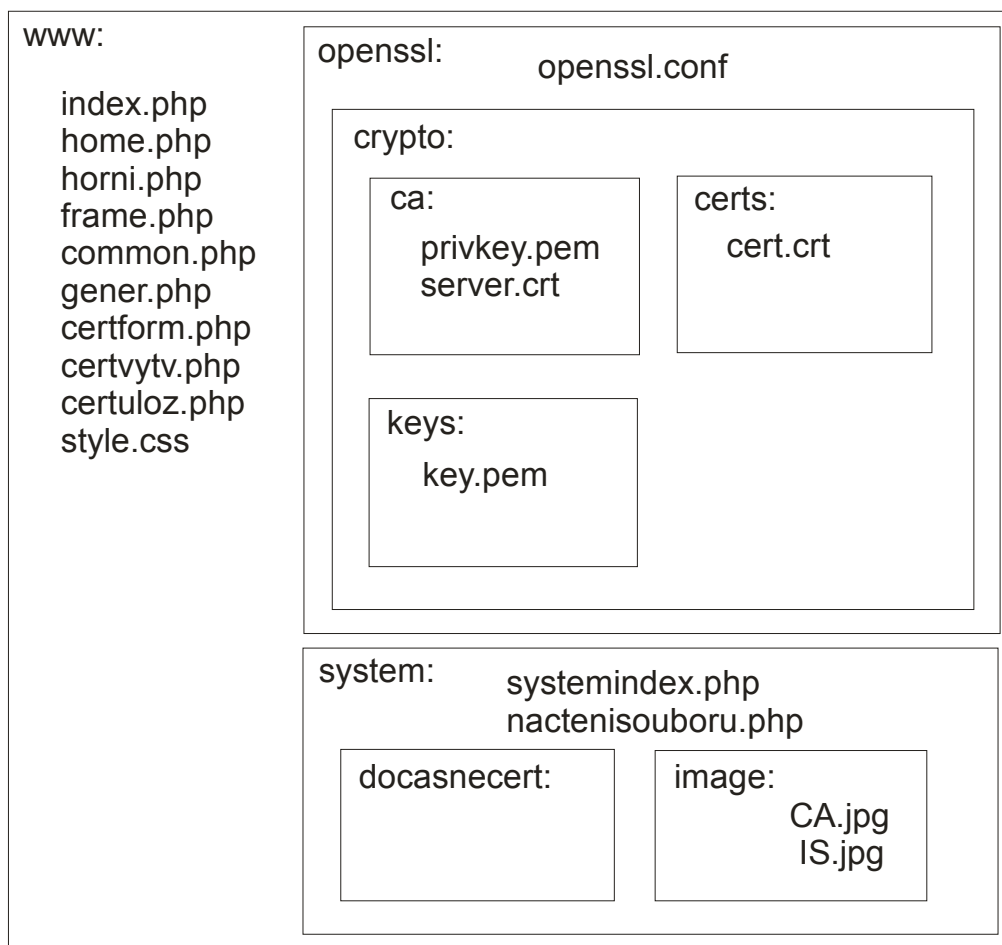 www:
index.php
home.php
horni.php
frame.php
common.php
gener.php
certform.php
certvytv.php
certuloz.php
style.css
openssl:
openssl.conf
crypto:
ca:
privkey.pem
server.crt
certs:
cert.crt
keys:
key.pem
system:
systemindex.php
nactenisouboru.php
docasnecert:
image:
CA.jpg
IS.jpg